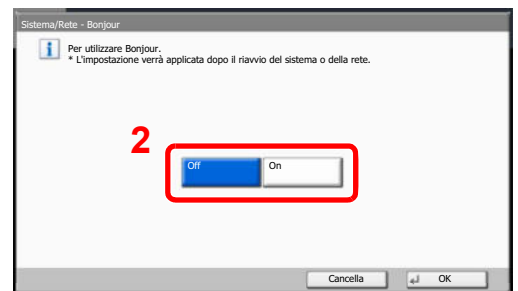 Sistema/Rete - Bonjour
Per utilizzare Bonjour.
* L'impostazione verrà applicata dopo il riavvio del sistema o della rete.
2
Off On
Cancella OK